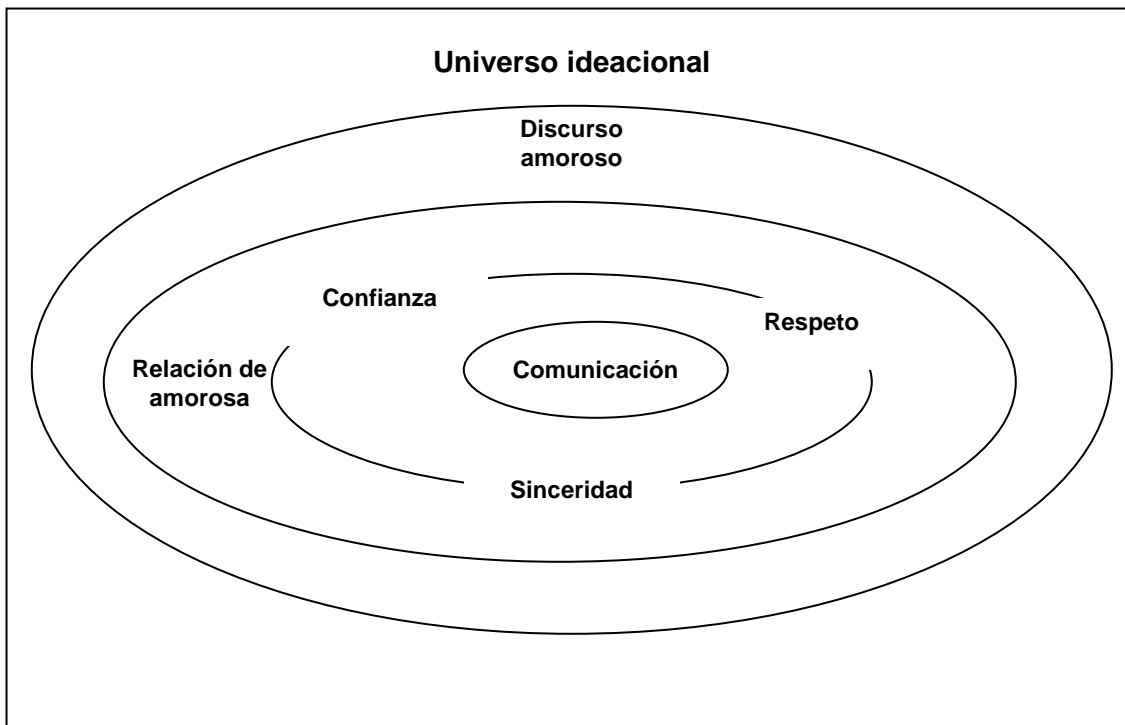 Universo ideacional
Discurso
amoroso
Confianza
Respeto
Relación de
amorosa
Comunicación
Sinceridad